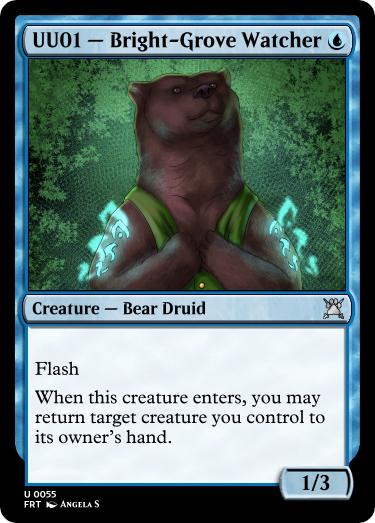 UU01 — Bright-Grove Watcher
Creature — Bear Druid
Flash
When this creature enters, you may
return target creature you control to
its owner's hand.
1/3
U 0055
FRT Angela S